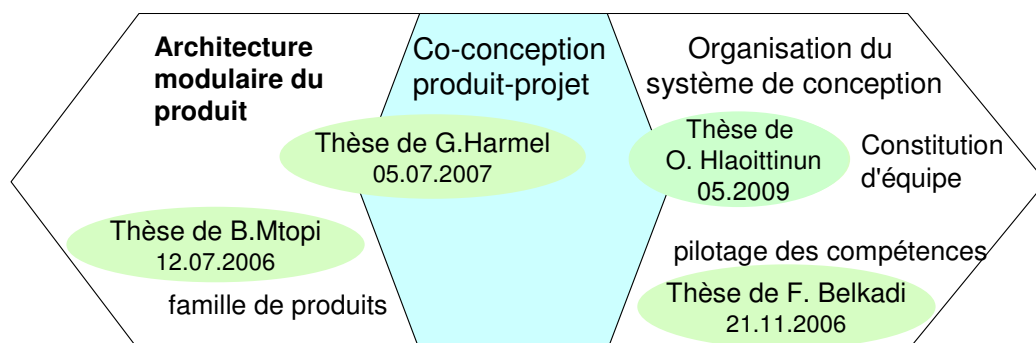 Architecture
modulaire du
produit
Co-conception
produit-projet
Organisation du
système de conception
Thèse de G.Harmel
05.07.2007
Thèse de
O. Hlaoittinun
05.2009
Constitution
d'équipe
Thèse de B.Mtopi
12.07.2006
famille de produits
pilotage des compétences
Thèse de F. Belkadi
21.11.2006